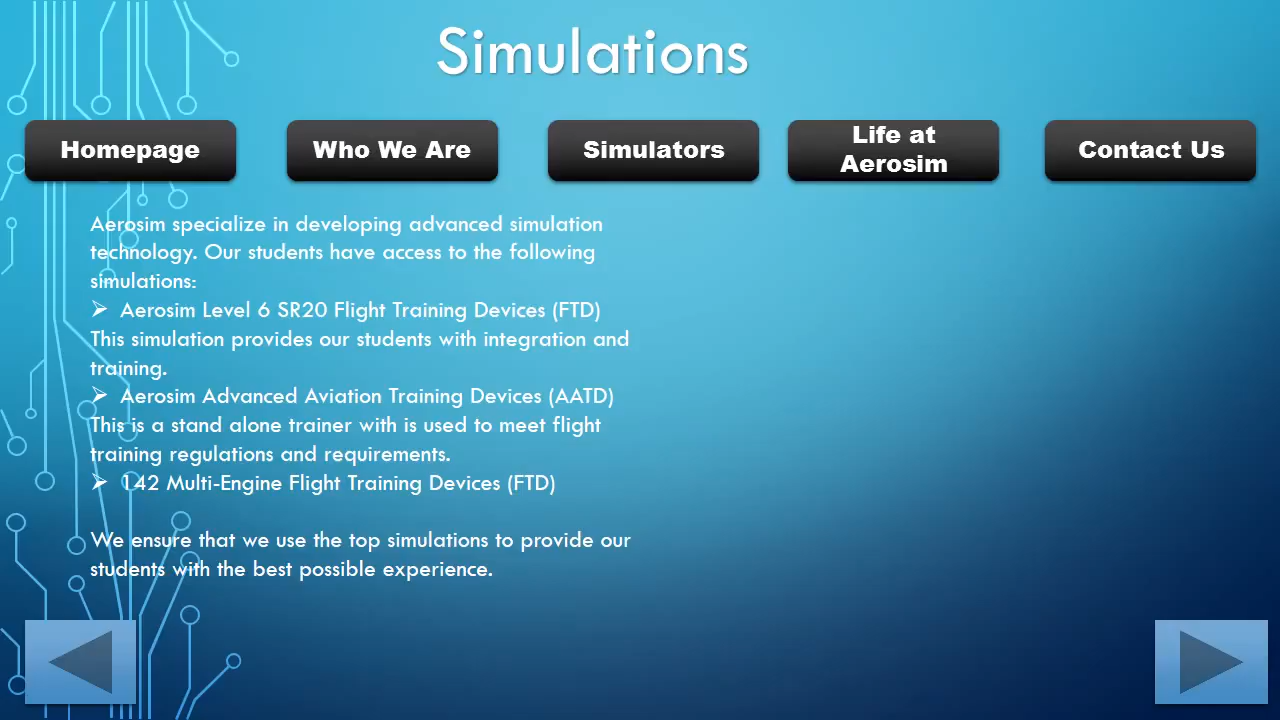 Simulations
Homepage
Who We Are
Simulators
Life at
Aerosim
Contact Us
Aerosim specialize in developing advanced simulation
technology. Our students have access to the following
simulations:
➢ Aerosim Level 6 SR20 Flight Training Devices (FTD)
This simulation provides our students with integration and
training.
➢ Aerosim Advanced Aviation Training Devices (AATD)
This is a stand alone trainer with is used to meet flight
training regulations and requirements.
➢ 142 Multi-Engine Flight Training Devices (FTD)
We ensure that we use the top simulations to provide our
students with the best possible experience.